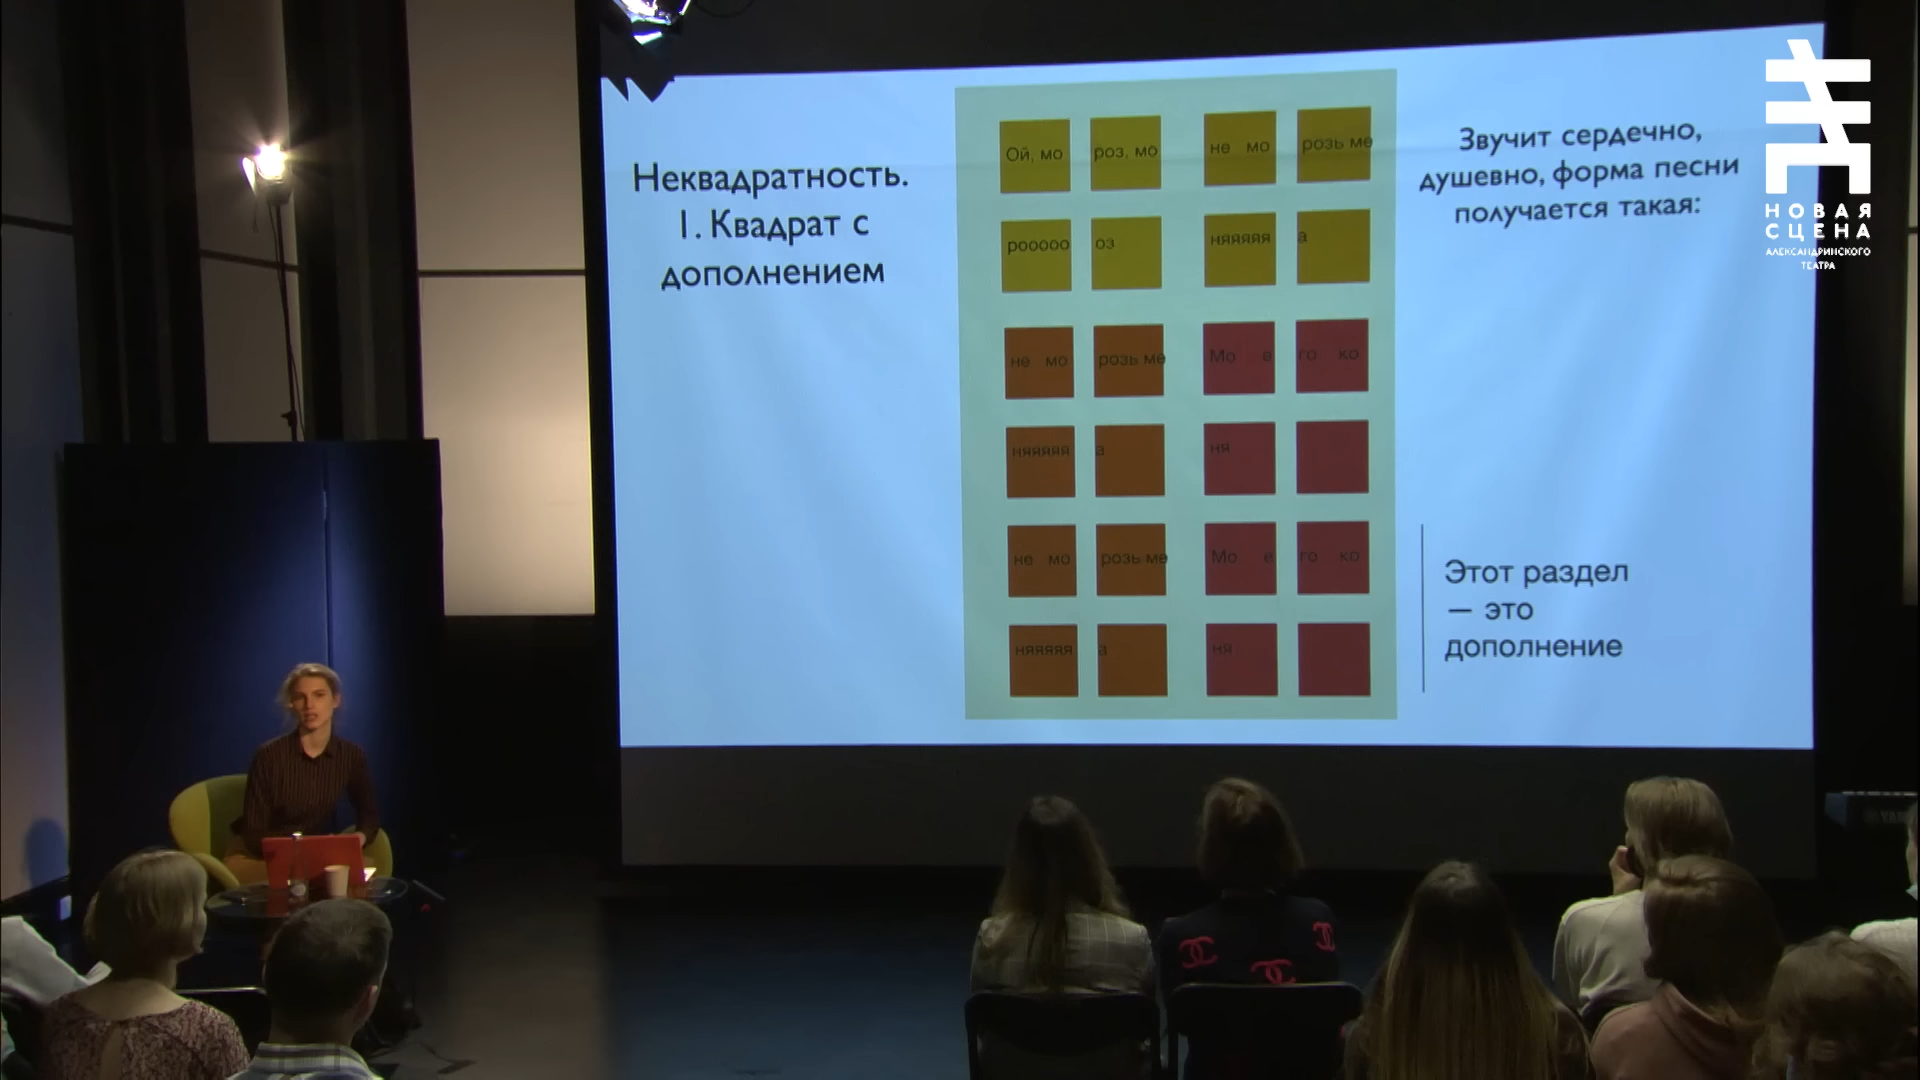 Неквадратность.
1. Квадрат с
дополнением
Ой, мо роз, мо не мо розь ме
рооооо оз няяяяя а
не мо розь ме Мо е го ко
няяяяя а ня
не мо розь ме Мо е го ко
няяяяя а ня
Звучит сердечно,
душевно, форма песни
получается такая:
Этот раздел
— это
дополнение
НОВАЯ
СЦЕНА
АЛЕКСАНДРИНСКОГО
ТЕАТРА